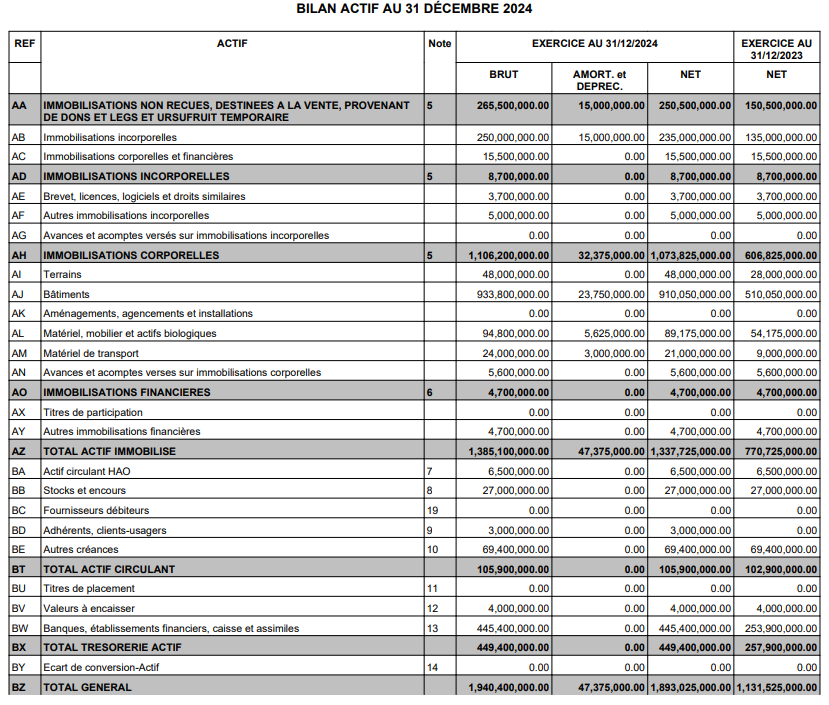 BILAN ACTIF AU 31 DÉCEMBRE 2024
REF ACTIF Note EXERCICE AU 31/12/2024 EXERCICE AU 31/12/2023
BRUT AMORT. et DEPREC. NET NET
AA IMMOBILISATIONS NON RECUES, DESTINEES A LA VENTE, PROVENANT 5 265,500,000.00 15,000,000.00 250,500,000.00 150,500,000.00
DE DONS ET LEGS ET URSUFRUIT TEMPORAIRE
AB Immobilisations incorporelles 250,000,000.00 15,000,000.00 235,000,000.00 135,000,000.00
AC Immobilisations corporelles et financières 15,500,000.00 0.00 15,500,000.00 15,500,000.00
AD IMMOBILISATIONS INCORPORELLES 5 8,700,000.00 0.00 8,700,000.00 8,700,000.00
AE Brevet, licences, logiciels et droits similaires 3,700,000.00 0.00 3,700,000.00 3,700,000.00
AF Autres immobilisations incorporelles 5,000,000.00 0.00 5,000,000.00 5,000,000.00
AG Avances et acomptes versés sur immobilisations incorporelles 0.00 0.00 0.00 0.00
AH IMMOBILISATIONS CORPORELLES 5 1,106,200,000.00 32,375,000.00 1,073,825,000.00 606,825,000.00
AI Terrains 48,000,000.00 0.00 48,000,000.00 28,000,000.00
AJ Bâtiments 933,800,000.00 23,750,000.00 910,050,000.00 510,050,000.00
AK Aménagements, agencements et installations 0.00 0.00 0.00 0.00
AL Matériel, mobilier et actifs biologiques 94,800,000.00 5,625,000.00 89,175,000.00 54,175,000.00
AM Matériel de transport 24,000,000.00 3,000,000.00 21,000,000.00 9,000,000.00
AN Avances et acomptes verses sur immobilisations corporelles 5,600,000.00 0.00 5,600,000.00 5,600,000.00
AO IMMOBILISATIONS FINANCIERES 6 4,700,000.00 0.00 4,700,000.00 4,700,000.00
AX Titres de participation 0.00 0.00 0.00 0.00
AY Autres immobilisations financières 4,700,000.00 0.00 4,700,000.00 4,700,000.00
AZ TOTAL ACTIF IMMOBILISE 1,385,100,000.00 47,375,000.00 1,337,725,000.00 770,725,000.00
BA Actif circulant HAO 7 6,500,000.00 0.00 6,500,000.00 6,500,000.00
BB Stocks et encours 8 27,000,000.00 0.00 27,000,000.00 27,000,000.00
BC Fournisseurs débiteurs 19 0.00 0.00 0.00 0.00
BD Adhérents, clients-usagers 9 3,000,000.00 0.00 3,000,000.00 0.00
BE Autres créances 10 69,400,000.00 0.00 69,400,000.00 69,400,000.00
BT TOTAL ACTIF CIRCULANT 105,900,000.00 0.00 105,900,000.00 102,900,000.00
BU Titres de placement 11 0.00 0.00 0.00 0.00
BV Valeurs à encaisser 12 4,000,000.00 0.00 4,000,000.00 4,000,000.00
BW Banques, établissements financiers, caisse et assimiles 13 445,400,000.00 0.00 445,400,000.00 253,900,000.00
BX TOTAL TRESORERIE ACTIF 449,400,000.00 0.00 449,400,000.00 257,900,000.00
BY Ecart de conversion-Actif 14 0.00 0.00 0.00 0.00
BZ TOTAL GENERAL 1,940,400,000.00 47,375,000.00 1,893,025,000.00 1,131,525,000.00